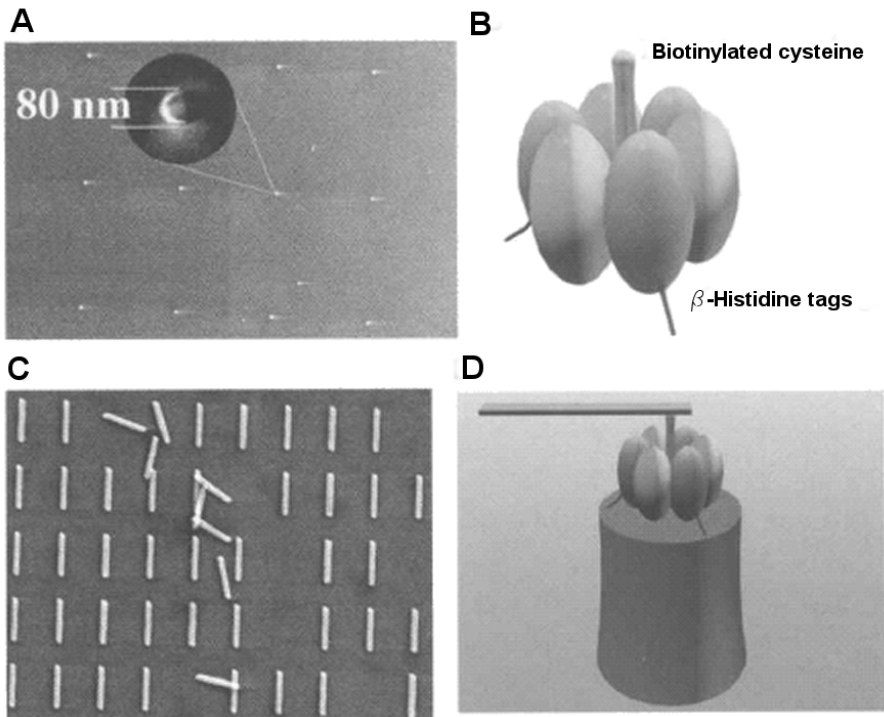 A
80 nm
B
Biotinylated cysteine
β-Histidine tags
C
D